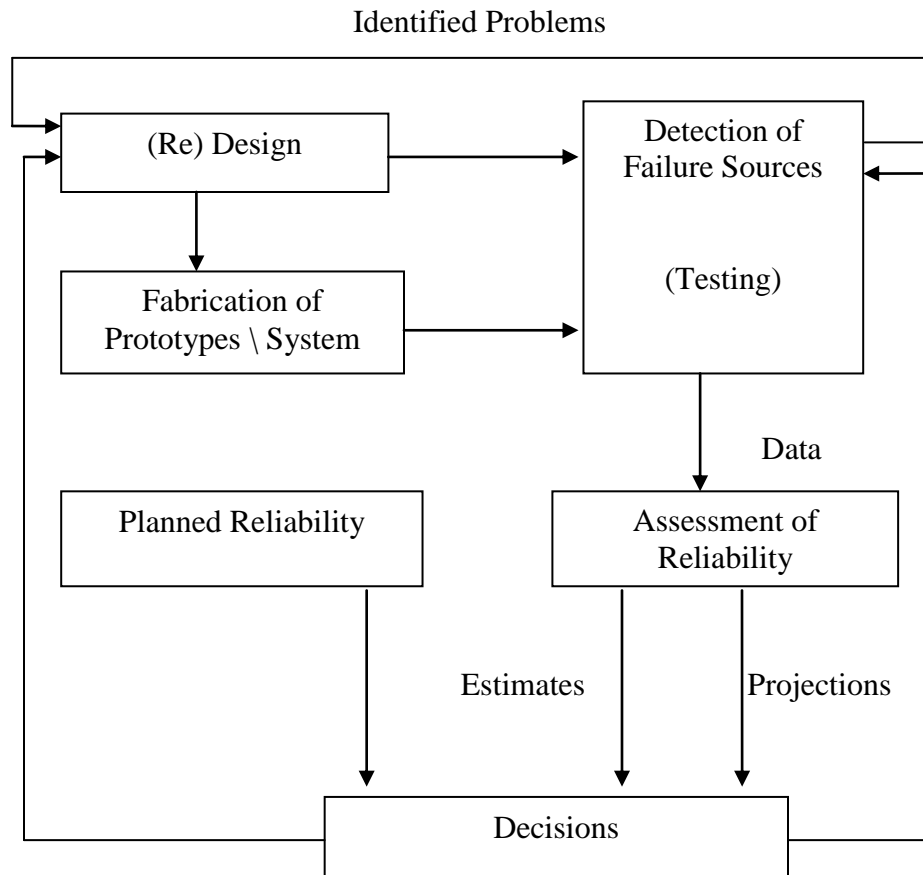 Identified Problems
(Re) Design
Detection of
Failure Sources
(Testing)
Fabrication of
Prototypes \ System
Data
Planned Reliability
Assessment of
Reliability
Estimates
Projections
Decisions